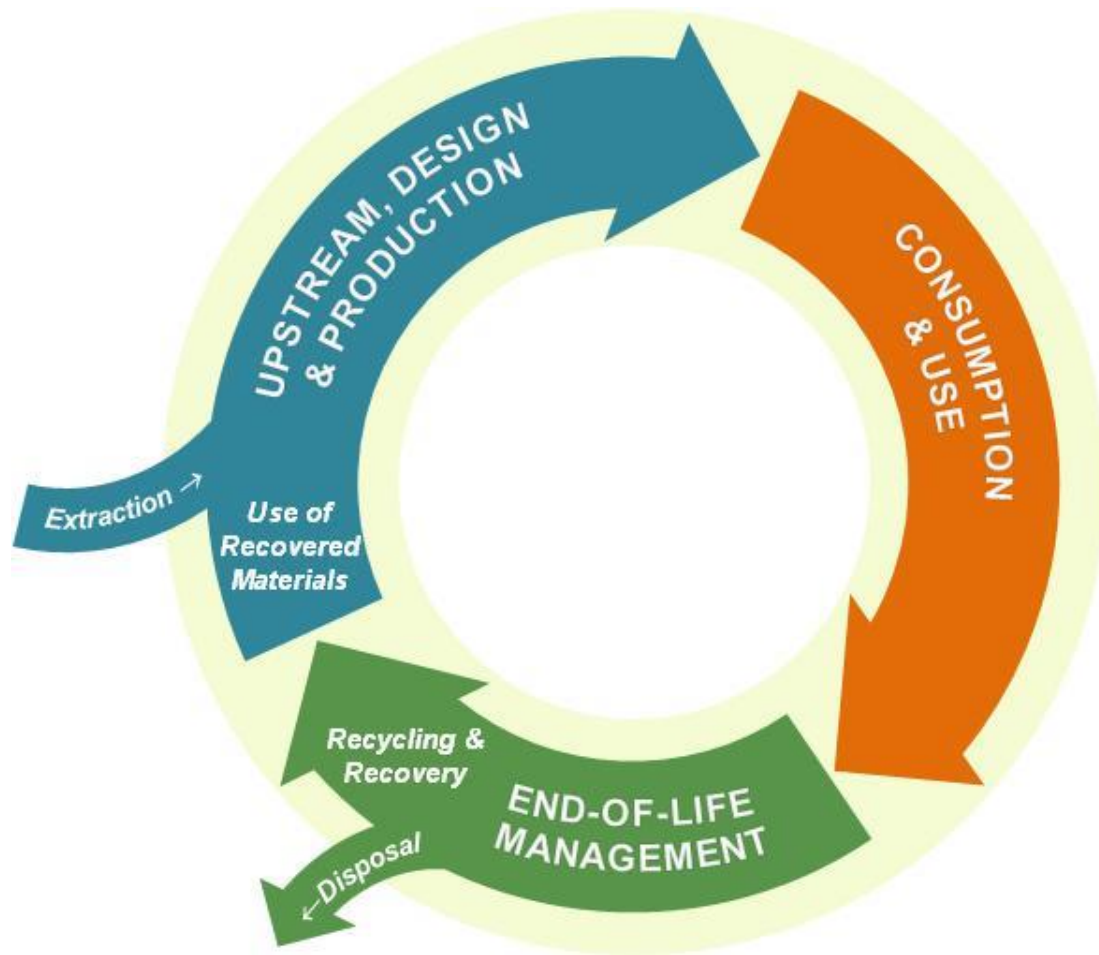 UPSTREAM, DESIGN
& PRODUCTION
CONSUMPTION
& USE
Extraction →
Use of
Recovered
Materials
Recycling &
Recovery
END-OF-LIFE
MANAGEMENT
←Disposal